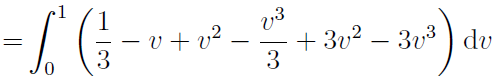 $= \int_0^1 \left( \frac{1}{3} - v + v^2 - \frac{v^3}{3} + 3v^2 - 3v^3 \right) \mathrm{d}v$